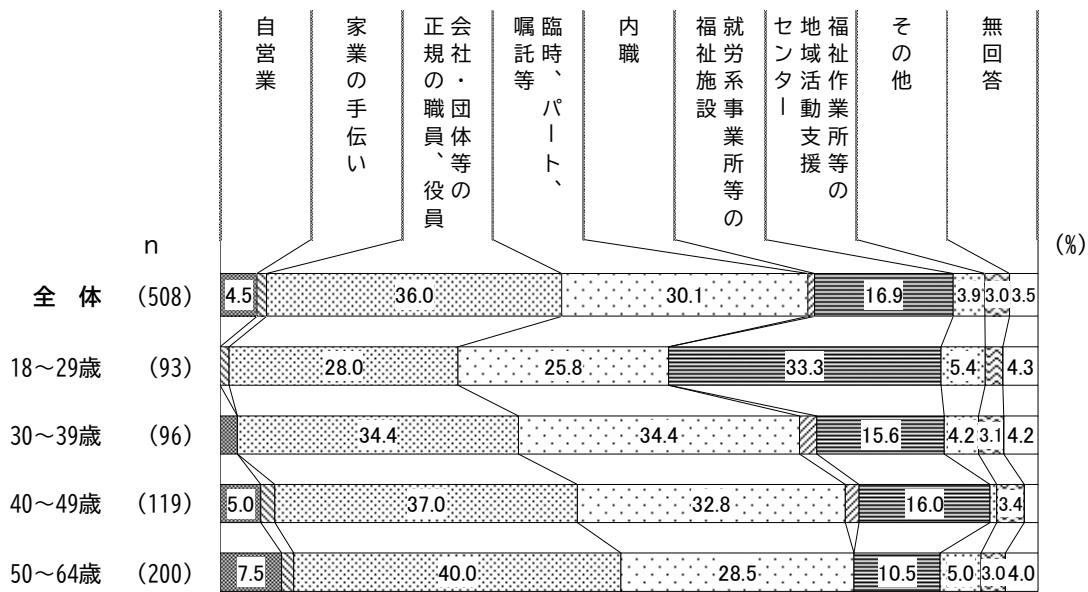 自営業
家業の手伝い
会社・団体等の
正規の職員、役員
臨時、パート、
嘱託等
内職
就労系事業所等の
福祉施設
福祉作業所等の
地域活動支援
センター
その他
無回答
n
(%)
全 体 (508) 4.5 36.0 30.1 16.9 3.9 3.0 3.5
18～29歳 (93) 28.0 25.8 33.3 5.4 4.3
30～39歳 (96) 34.4 34.4 15.6 4.2 3.1 4.2
40～49歳 (119) 5.0 37.0 32.8 16.0 3.4
50～64歳 (200) 7.5 40.0 28.5 10.5 5.0 3.0 4.0